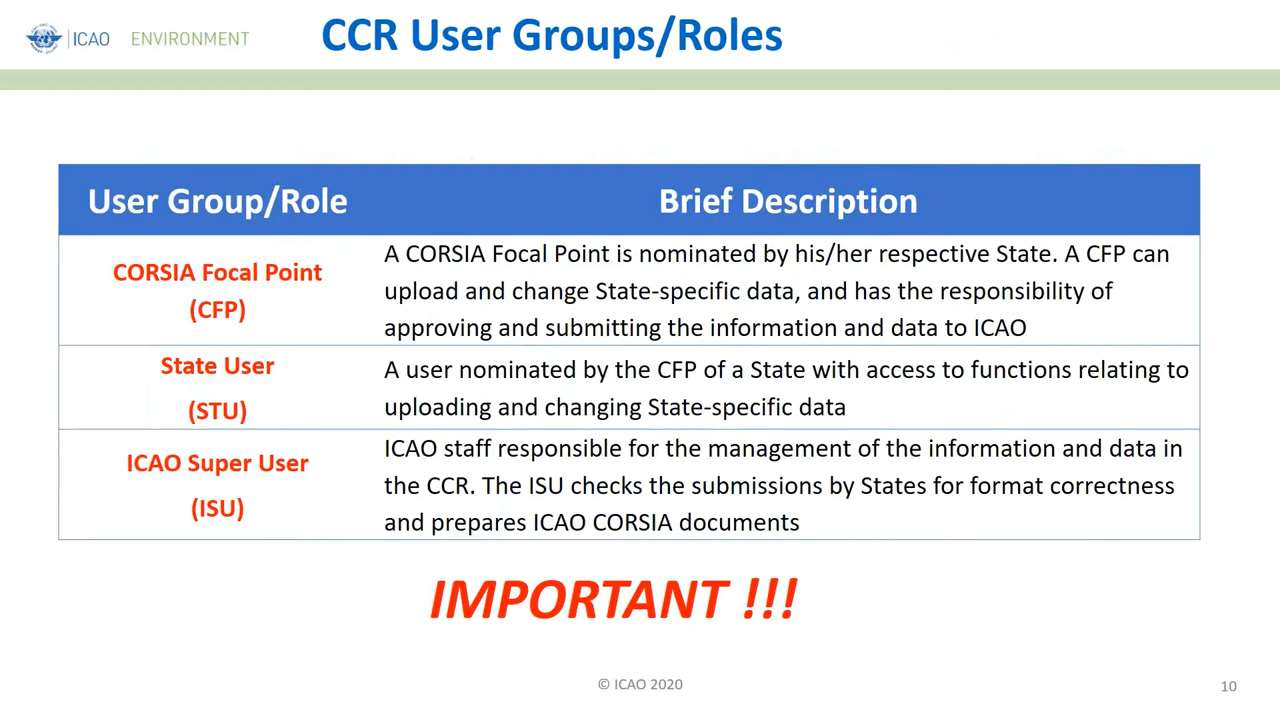 ICAO ENVIRONMENT
CCR User Groups/Roles
User Group/Role
Brief Description
CORSIA Focal Point
(CFP)
A CORSIA Focal Point is nominated by his/her respective State. A CFP can
upload and change State-specific data, and has the responsibility of
approving and submitting the information and data to ICAO
State User
(STU)
A user nominated by the CFP of a State with access to functions relating to
uploading and changing State-specific data
ICAO Super User
(ISU)
ICAO staff responsible for the management of the information and data in
the CCR. The ISU checks the submissions by States for format correctness
and prepares ICAO CORSIA documents
IMPORTANT !!!
© ICAO 2020
10